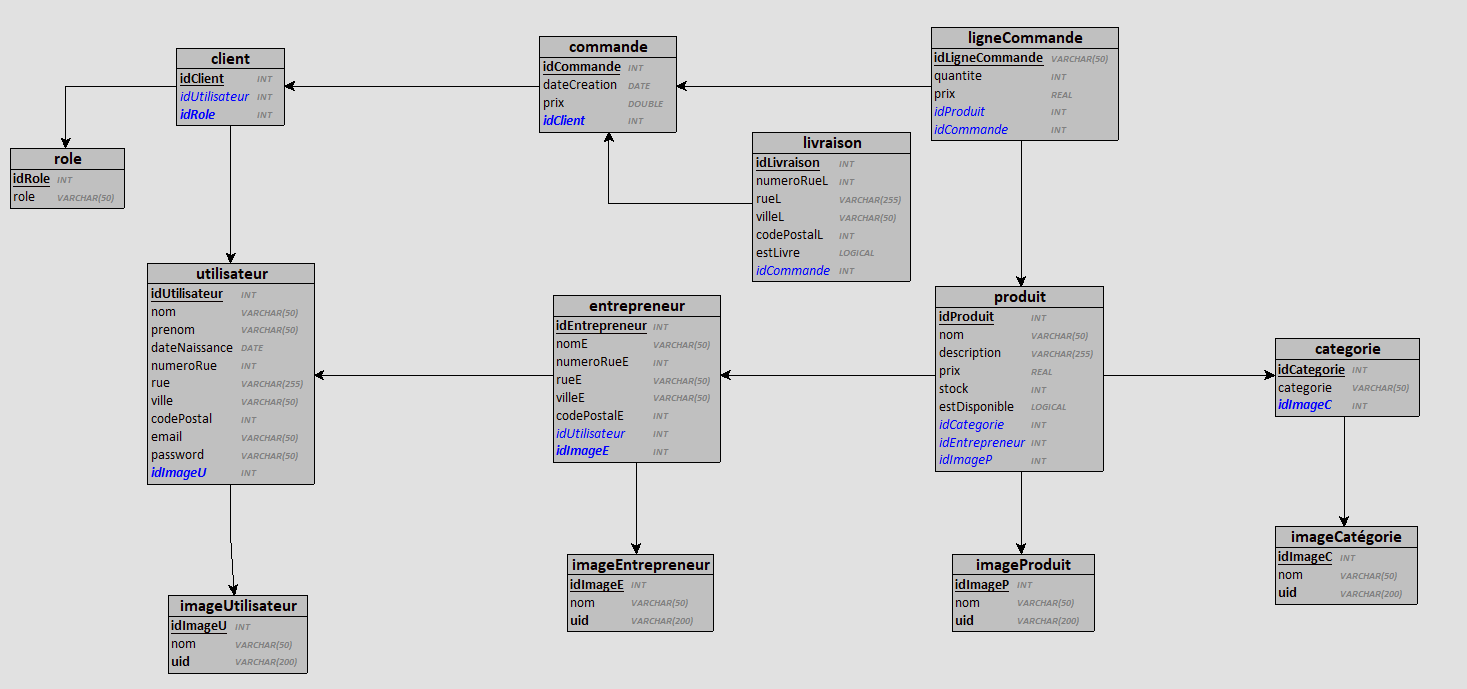 client
idClient INT
idUtilisateur INT
idRole INT
commande
idCommande INT
dateCreation DATE
prix DOUBLE
idClient INT
ligneCommande
idLigneCommande VARCHAR(50)
quantite INT
prix REAL
idProduit INT
idCommande INT
role
idRole INT
role VARCHAR(50)
livraison
idLivraison INT
numeroRueL INT
rueL VARCHAR(255)
villeL VARCHAR(50)
codePostalL INT
estLivre LOGICAL
idCommande INT
utilisateur
idUtilisateur INT
nom VARCHAR(50)
prenom VARCHAR(50)
dateNaissance DATE
numeroRue INT
rue VARCHAR(255)
ville VARCHAR(50)
codePostal INT
email VARCHAR(50)
password VARCHAR(50)
idImageU INT
entrepreneur
idEntrepreneur INT
nomE VARCHAR(50)
numeroRueE INT
rueE VARCHAR(50)
villeE VARCHAR(50)
codePostalE INT
idUtilisateur INT
idImageE INT
produit
idProduit INT
nom VARCHAR(50)
description VARCHAR(255)
prix REAL
stock INT
estDisponible LOGICAL
idCategorie INT
idEntrepreneur INT
idImageP INT
categorie
idCategorie INT
categorie VARCHAR(50)
idImageC INT
imageUtilisateur
idImageU INT
nom VARCHAR(50)
uid VARCHAR(200)
imageEntrepreneur
idImageE INT
nom VARCHAR(50)
uid VARCHAR(200)
imageProduit
idImageP INT
nom VARCHAR(50)
uid VARCHAR(200)
imageCatégorie
idImageC INT
nom VARCHAR(50)
uid VARCHAR(200)